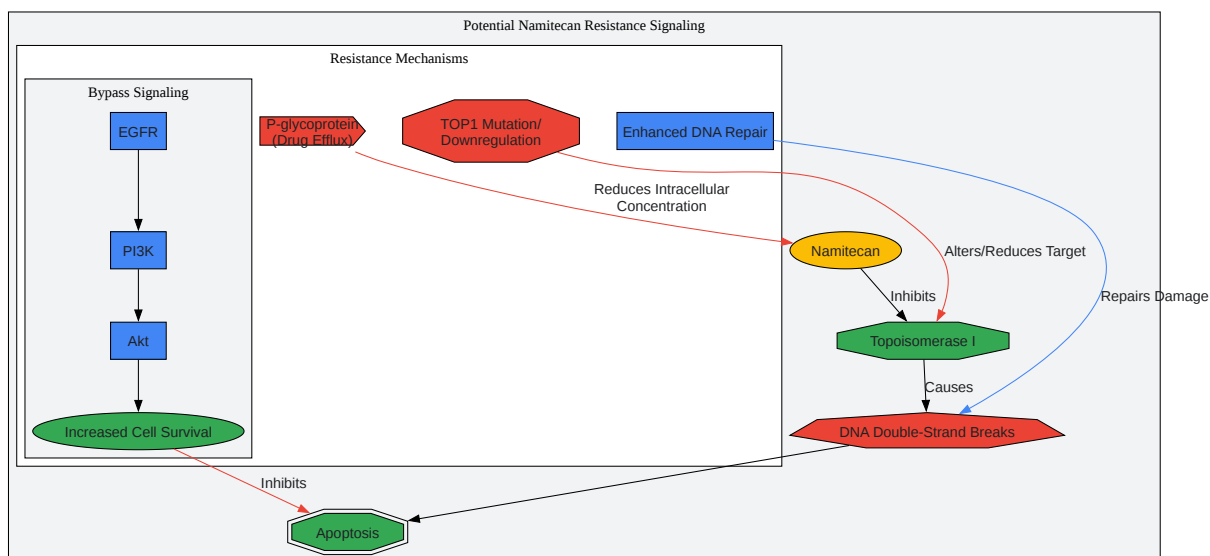 Potential Namitecan Resistance Signaling
Resistance Mechanisms
Bypass Signaling
EGFR
P-glycoprotein
(Drug Efflux)
TOP1 Mutation/
Downregulation
Enhanced DNA Repair
Reduces Intracellular
Concentration
PI3K
Namitecan
Alters/Reduces Target
Inhibits
Repairs Damage
Akt
Topoisomerase I
Causes
Increased Cell Survival
DNA Double-Strand Breaks
Inhibits
Apoptosis